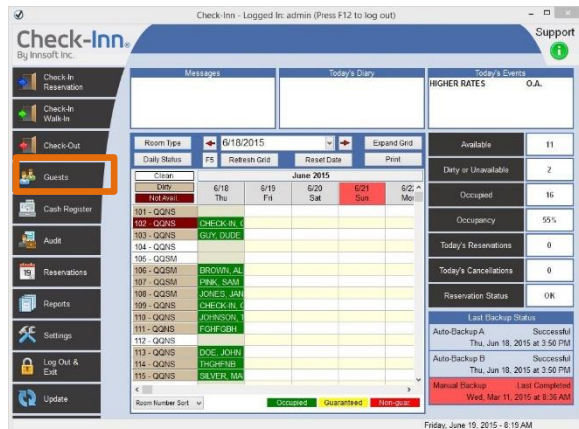 Check-Inn - Logged In: admin (Press F12 to log out)
Check-Inn®
By Innsoft Inc.
Support
Check-In
Reservation
Check-In
Walk-In
Check-Out
Guests
Cash Register
Audit
19
Reservations
Reports
Settings
Log Out &
Exit
Update
Messages
Today's Diary
Today's Events
HIGHER RATES O.A.
Room Type 6/18/2015 Expand Grid
Daily Status F5 Refresh Grid Reset Date Print
Clean June 2015
Dirty 6/18 6/19 6/20 6/21 6/22
Not Avail. Thu Fri Sat Sun Mon
101 - QQNS
102 - QQNS CHECK-IN, C
103 - QQNS GUY, DUDE
104 - QQNS
105 - QQSM
106 - QQSM BROWN, AL
107 - QQSM PINK, SAM
108 - QQSM JONES, JAN
109 - QQNS CHECK-IN, C
110 - QQNS JOHNSON, T
111 - QQNS FGHFGBH
112 - QQNS
113 - QQNS DOE, JOHN
114 - QQNS THGHFNB
115 - QQNS SILVER, MA
Room Number Sort Occupied Guaranteed Non-guar.
Available 11
Dirty or Unavailable 2
Occupied 16
Occupancy 55%
Today's Reservations 0
Today's Cancellations 0
Reservation Status OK
Last Backup Status
Auto-Backup A Successful
Thu, Jun 18, 2015 at 3:50 PM
Auto-Backup B Successful
Thu, Jun 18, 2015 at 3:50 PM
Manual Backup Last Completed
Wed, Mar 11, 2015 at 8:36 AM
Friday, June 19, 2015 - 8:19 AM